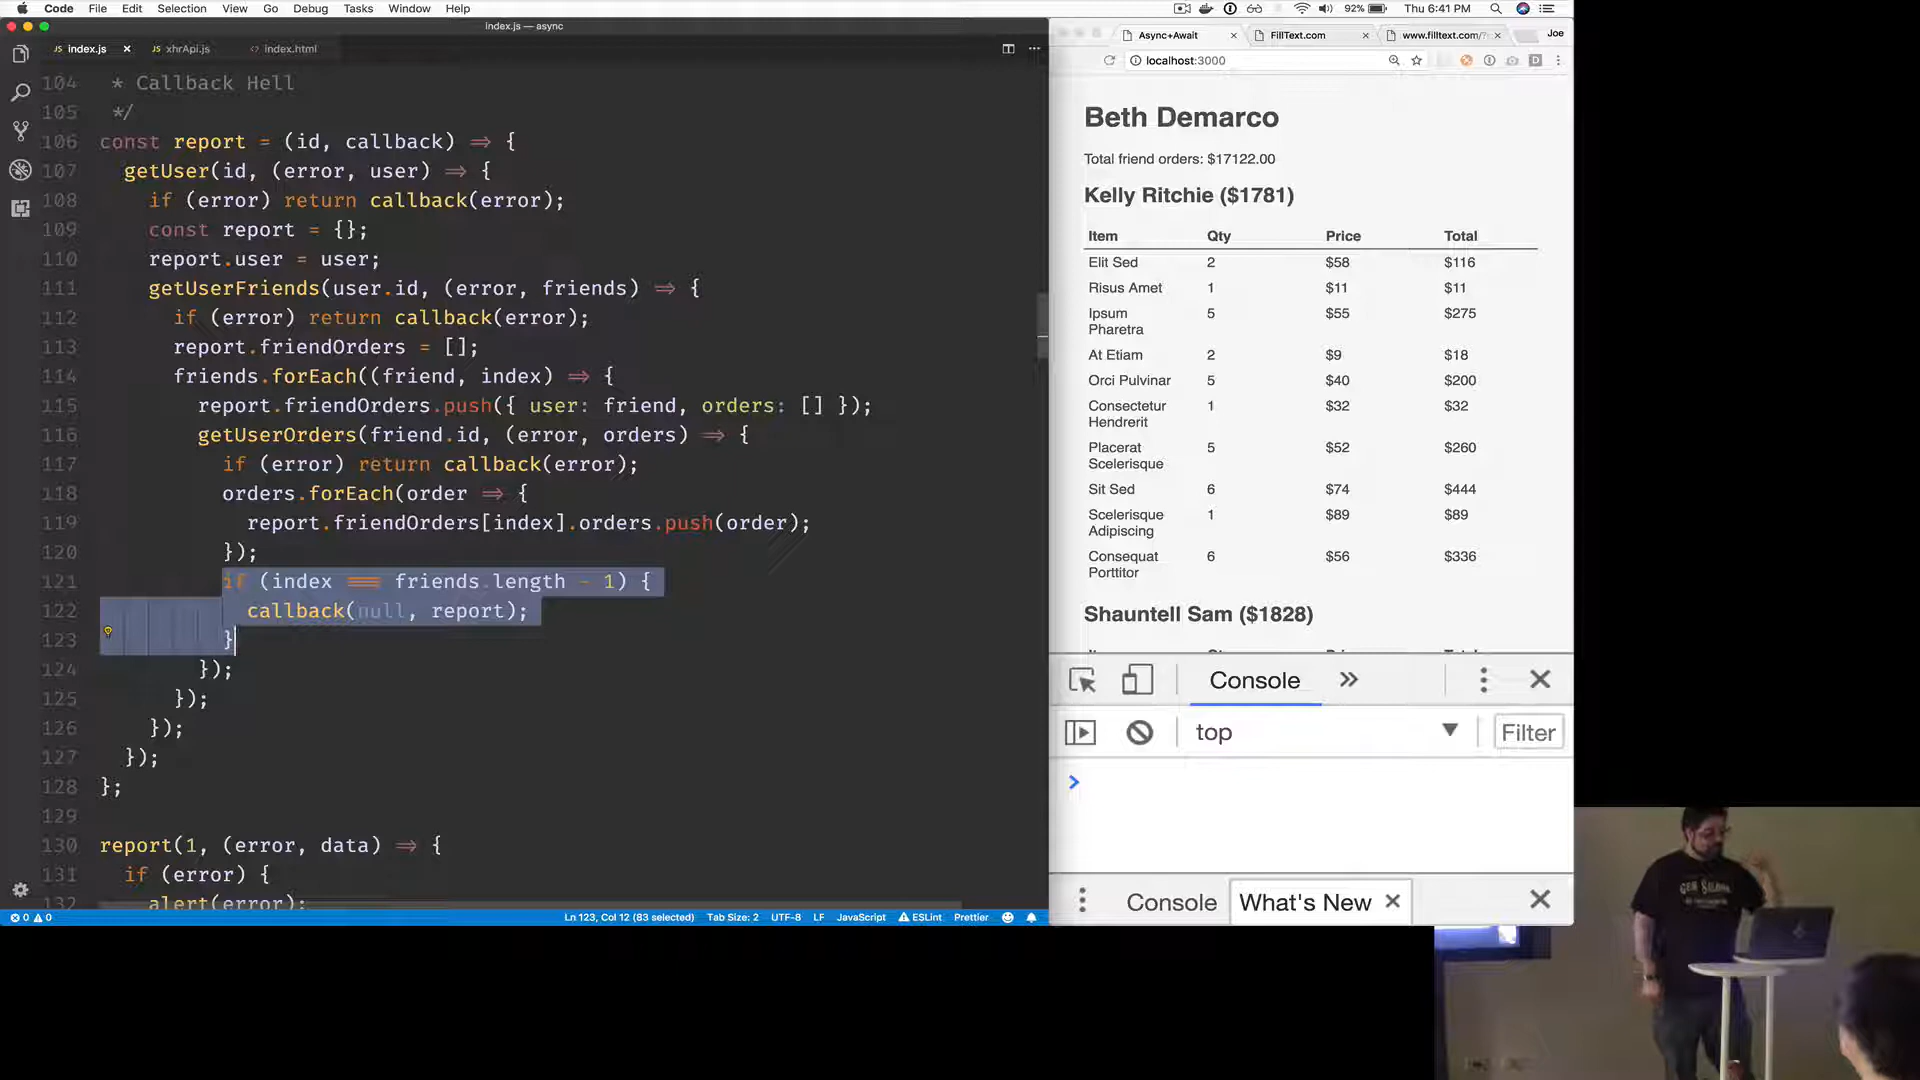 Code File Edit Selection View Go Debug Tasks Window Help
92% Thu 6:41 PM
index.js — async
JS index.js × JS xhrApi.js <> index.html
104 * Callback Hell
105 */
106 const report = (id, callback) => {
107 getUser(id, (error, user) => {
108 if (error) return callback(error);
109 const report = {};
110 report.user = user;
111 getUserFriends(user.id, (error, friends) => {
112 if (error) return callback(error);
113 report.friendOrders = [];
114 friends.forEach((friend, index) => {
115 report.friendOrders.push({ user: friend, orders: [] });
116 getUserOrders(friend.id, (error, orders) => {
117 if (error) return callback(error);
118 orders.forEach(order => {
119 report.friendOrders[index].orders.push(order);
120 });
121 if (index === friends.length - 1) {
122 callback(null, report);
123 }
124 });
125 });
126 });
127 });
128 };
129
130 report(1, (error, data) => {
131 if (error) {
132 alert(error);
0 0 Ln 123, Col 12 (83 selected) Tab Size: 2 UTF-8 LF JavaScript ESLint Prettier
Async+Await × FillText.com × www.filltext.com/? × Joe
localhost:3000
Beth Demarco
Total friend orders: $17122.00
Kelly Ritchie ($1781)
Item Qty Price Total
Elit Sed 2 $58 $116
Risus Amet 1 $11 $11
Ipsum Pharetra 5 $55 $275
At Etiam 2 $9 $18
Orci Pulvinar 5 $40 $200
Consectetur Hendrerit 1 $32 $32
Placerat Scelerisque 5 $52 $260
Sit Sed 6 $74 $444
Scelerisque Adipiscing 1 $89 $89
Consequat Porttitor 6 $56 $336
Shauntell Sam ($1828)
Console »
top ▼ Filter
>
Console What's New ×